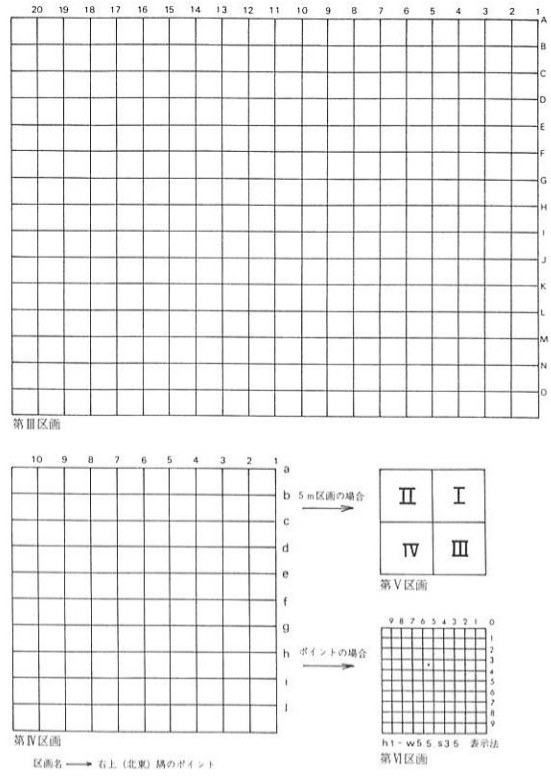 20 19 18 17 16 15 14 13 12 11 10 9 8 7 6 5 4 3 2 1
A
B
C
D
E
F
G
H
I
J
K
L
M
N
O
第Ⅲ区画
10 9 8 7 6 5 4 3 2 1
a
b
c
d
e
f
g
h
i
j
第Ⅳ区画
区画名 → 右上（北東）隅のポイント
5m区画の場合
→
Ⅱ Ⅰ
Ⅳ Ⅲ
第Ⅴ区画
ポイントの場合
→
9 8 7 6 5 4 3 2 1 0
1
2
3
4
5
6
7
8
9
h1-w55.s35 表示法
第Ⅵ区画